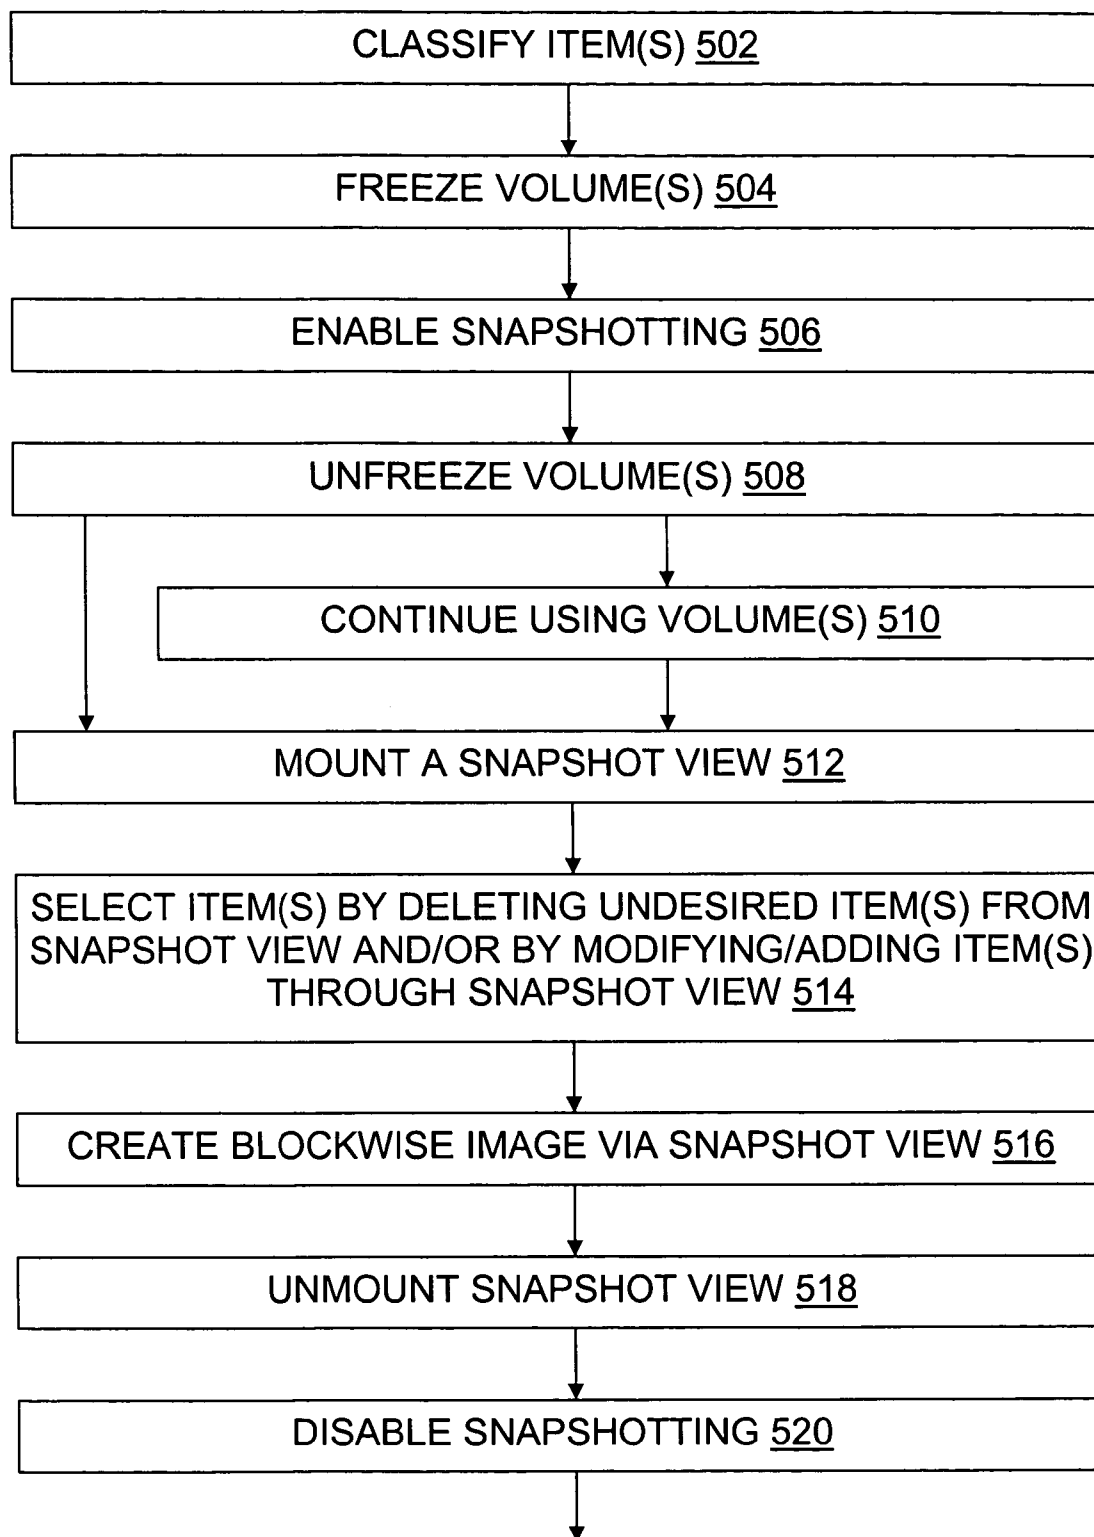 CLASSIFY ITEM(S) 502
FREEZE VOLUME(S) 504
ENABLE SNAPSHOTTING 506
UNFREEZE VOLUME(S) 508
CONTINUE USING VOLUME(S) 510
MOUNT A SNAPSHOT VIEW 512
SELECT ITEM(S) BY DELETING UNDESIRED ITEM(S) FROM
SNAPSHOT VIEW AND/OR BY MODIFYING/ADDING ITEM(S)
THROUGH SNAPSHOT VIEW 514
CREATE BLOCKWISE IMAGE VIA SNAPSHOT VIEW 516
UNMOUNT SNAPSHOT VIEW 518
DISABLE SNAPSHOTTING 520